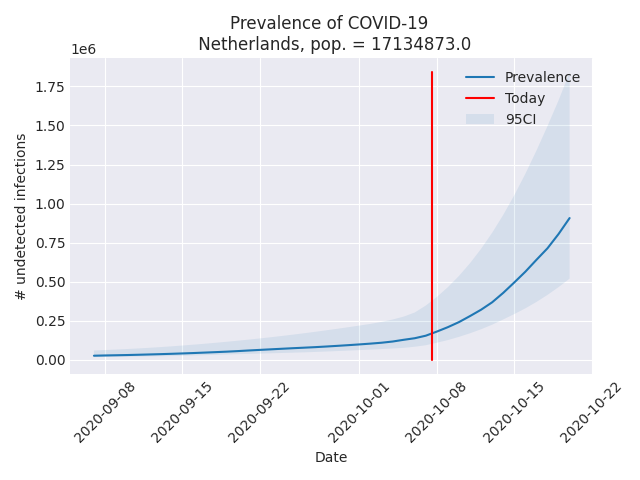 Prevalence of COVID-19
Netherlands, pop. = 17134873.0
1e6
Prevalence
Today
95CI
1.75
1.50
1.25
1.00
0.75
0.50
0.25
0.00
# undetected infections
2020-09-08
2020-09-15
2020-09-22
2020-10-01
2020-10-08
2020-10-15
2020-10-22
Date